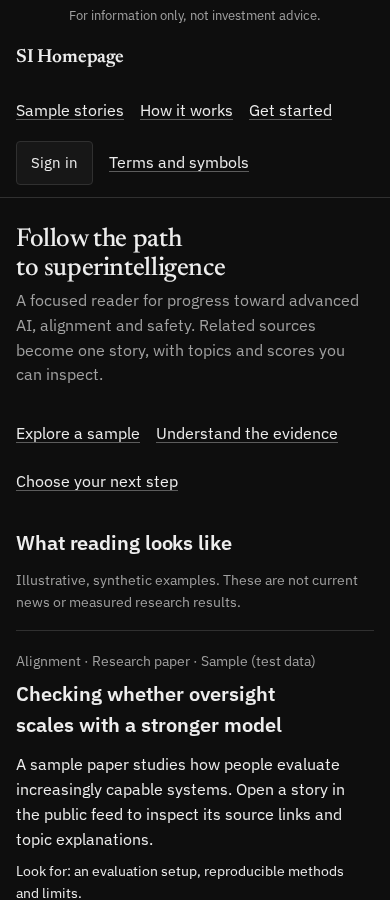 For information only, not investment advice.
SI Homepage
Sample stories How it works Get started
Sign in Terms and symbols
Follow the path
to superintelligence
A focused reader for progress toward advanced
AI, alignment and safety. Related sources
become one story, with topics and scores you
can inspect.
Explore a sample Understand the evidence
Choose your next step
What reading looks like
Illustrative, synthetic examples. These are not current
news or measured research results.
Alignment · Research paper · Sample (test data)
Checking whether oversight
scales with a stronger model
A sample paper studies how people evaluate
increasingly capable systems. Open a story in
the public feed to inspect its source links and
topic explanations.
Look for: an evaluation setup, reproducible methods
and limits.